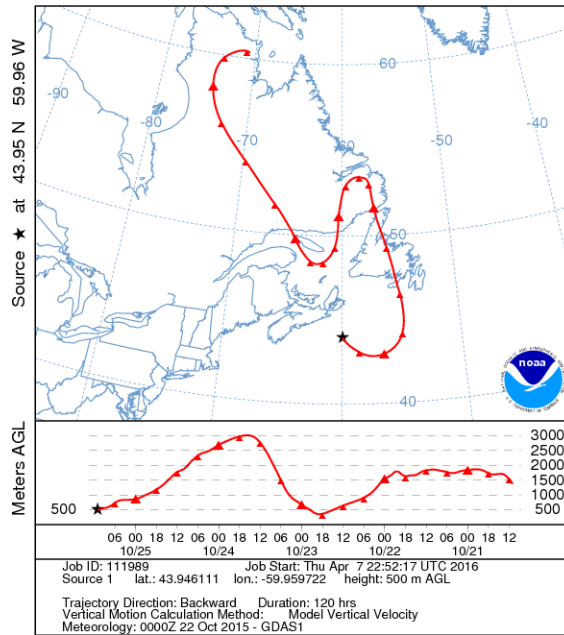 Source ★ at 43.95 N 59.96 W
-90
-80
-70
60
60
-50
-40
50
40
noaa
Meters AGL
500
3000
2500
2000
1500
1000
500
06 00 18 12 06 00 18 12 06 00 18 12 06 00 18 12 06 00 18 12
10/25 10/24 10/23 10/22 10/21
Job ID: 111989 Job Start: Thu Apr 7 22:52:17 UTC 2016
Source 1 lat.: 43.946111 lon.: -59.959722 height: 500 m AGL
Trajectory Direction: Backward Duration: 120 hrs
Vertical Motion Calculation Method: Model Vertical Velocity
Meteorology: 0000Z 22 Oct 2015 - GDAS1